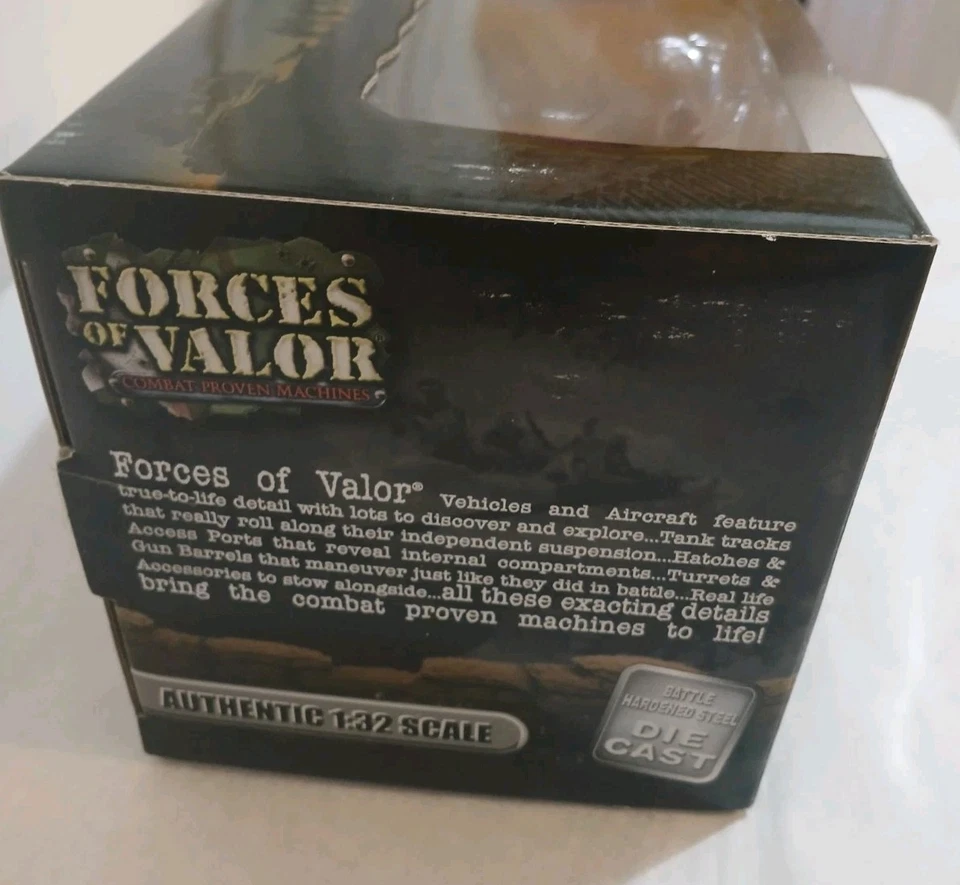 FORCES
OF VALOR
COMBAT PROVEN MACHINES
Forces of Valor® Vehicles and Aircraft feature
true-to-life detail with lots to discover and explore...Tank tracks
that really roll along their independent suspension...Hatches &
Access Ports that reveal internal compartments...Turrets &
Gun Barrels that maneuver just like they did in battle...Real life
Accessories to stow alongside...all these exacting details
bring the combat proven machines to life!
AUTHENTIC 1:32 SCALE
BATTLE
HARDENED STEEL
DIE
CAST